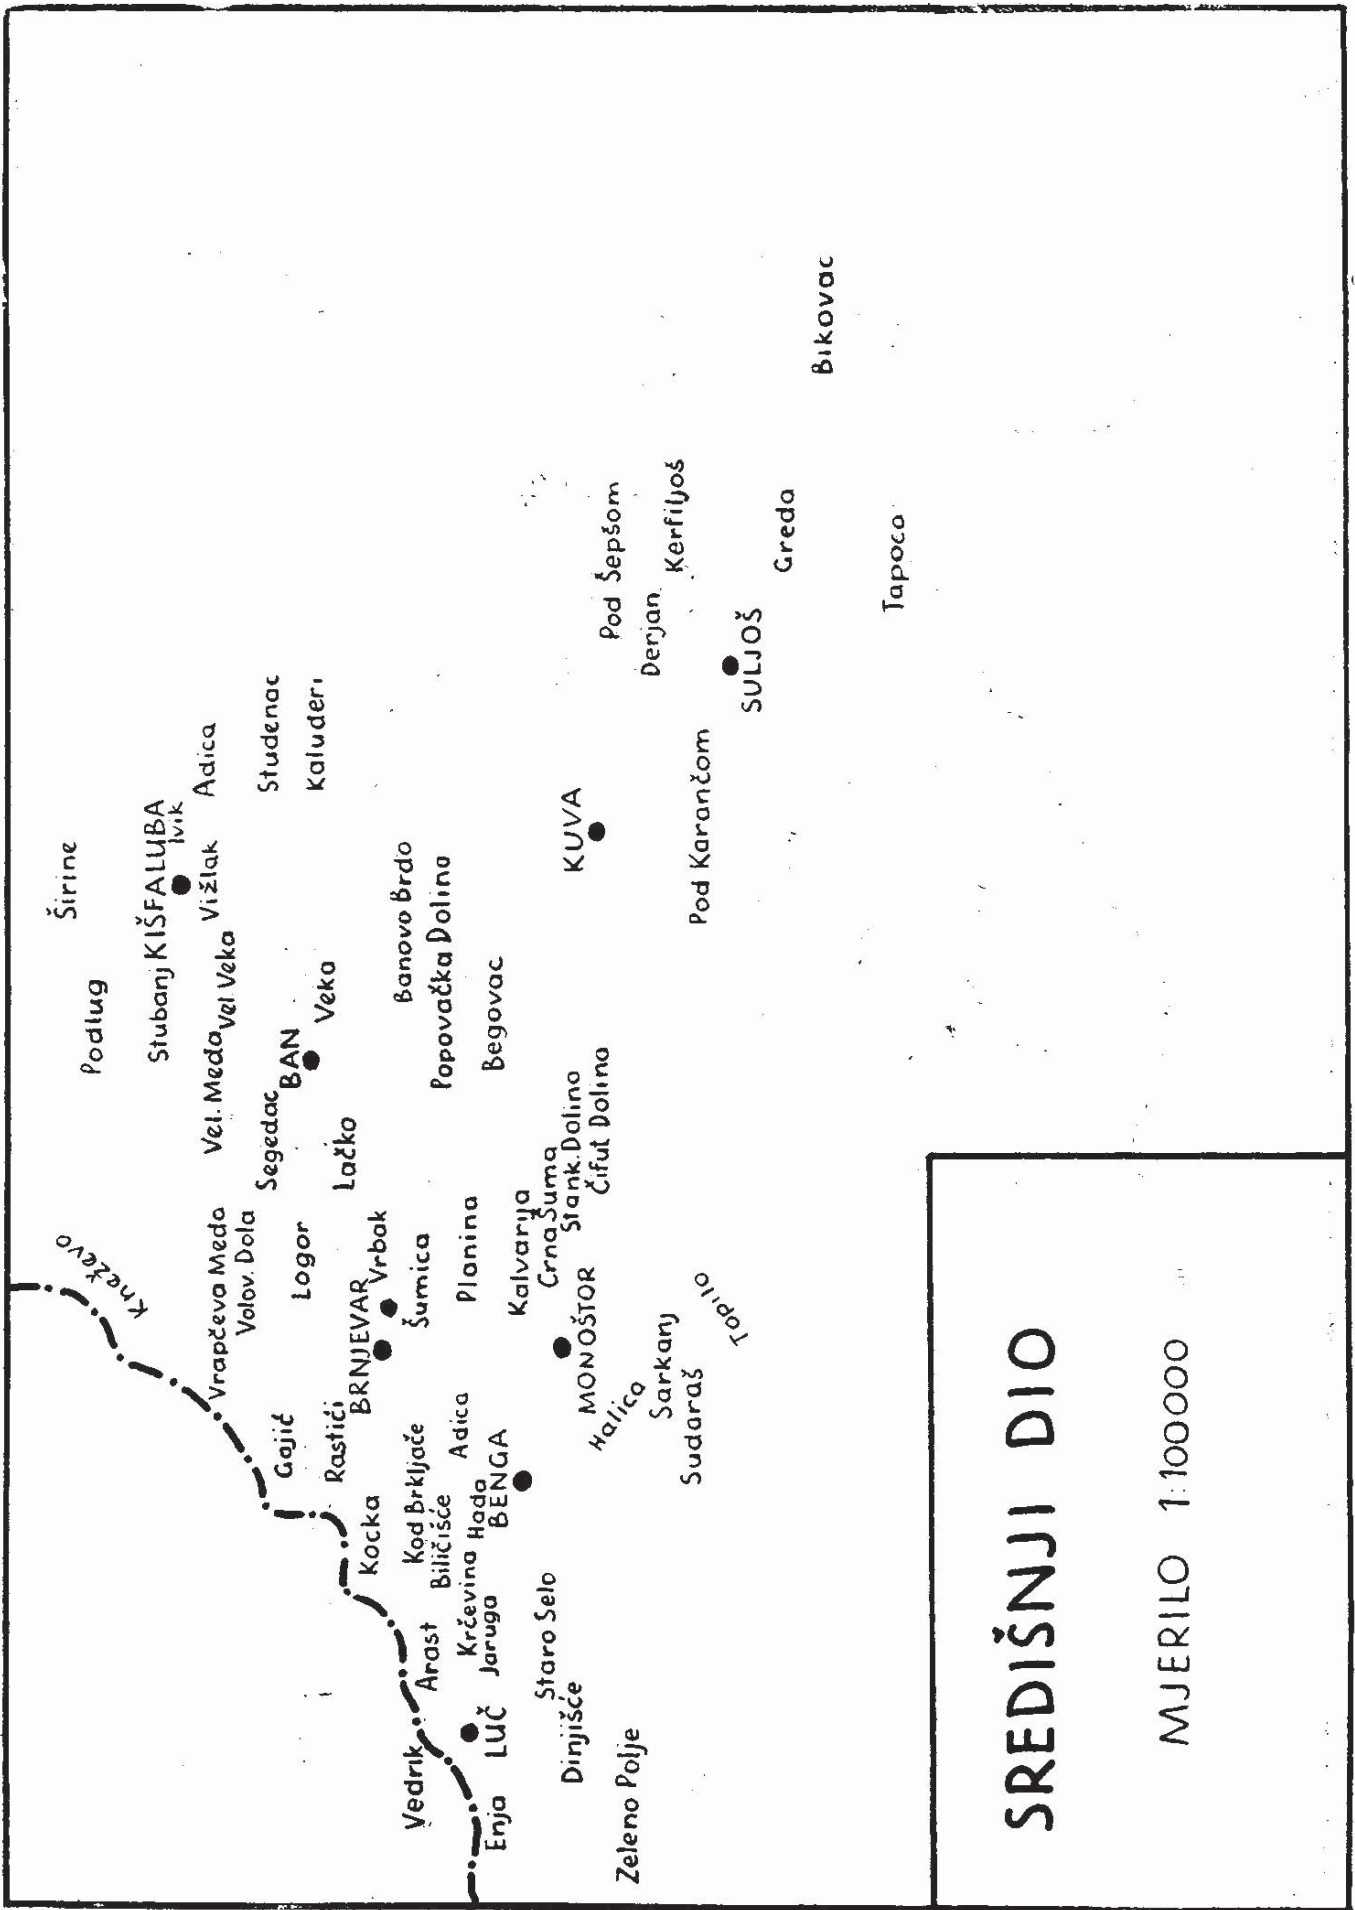 Širine
Knezevo
Podlug
Stubanj
KIŠFALUBA
Ivik
Vrapčeva Meda
Vel. Meda
Vel Veka
Vižlak
Adica
Volov. Dola
Segedac
Studenac
Gajić
Logor
BAN
Kaluderi
Rastići
Lačko
Veka
BRNJEVAR
Vrbak
Kocka
Banovo Brdo
Vedrik
Kod Brkljače
Šumica
Arast
Biličišće
Popovačka Dolina
Adica
Krčevina
Hada
Planina
Enja
LUČ
Jaruga
BENGA
Begovac
Kalvarija
Staro Selo
Crna Šuma
Dinjišće
Stank. Dolina
KUVA
MONOŠTOR
Čifut Dolina
Pod Šepšom
Zeleno Polje
Halica
Derjan
Sarkanj
Kerfiljoš
Sudaraš
Pod Karančom
Topilo
SULJOŠ
Greda
Bikovac
Tapoca
SREDIŠNJI DIO
MJERILO 1:100000